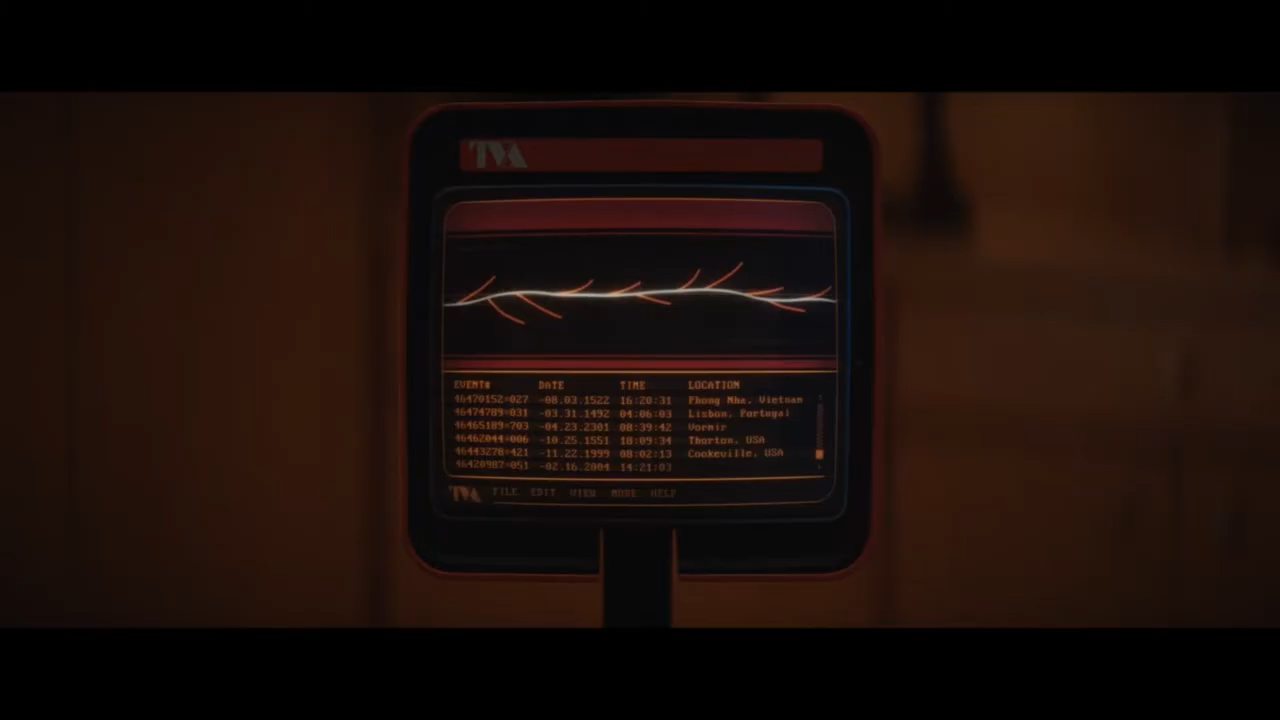 TVA
EVENT# DATE TIME LOCATION
46470152=027 -08.03.1522 16:20:31 Phong Nha, Vietnam
46474789=031 -03.31.1492 04:06:03 Lisbon, Portugal
46465189=703 -04.23.2301 08:39:42 Vormir
46462044=006 -10.25.1551 18:09:34 Thorton, USA
46443278=421 -11.22.1999 08:02:13 Cookeville, USA
46420987=051 -02.16.2004 14:21:03
TVA FILE EDIT VIEW MODE HELP